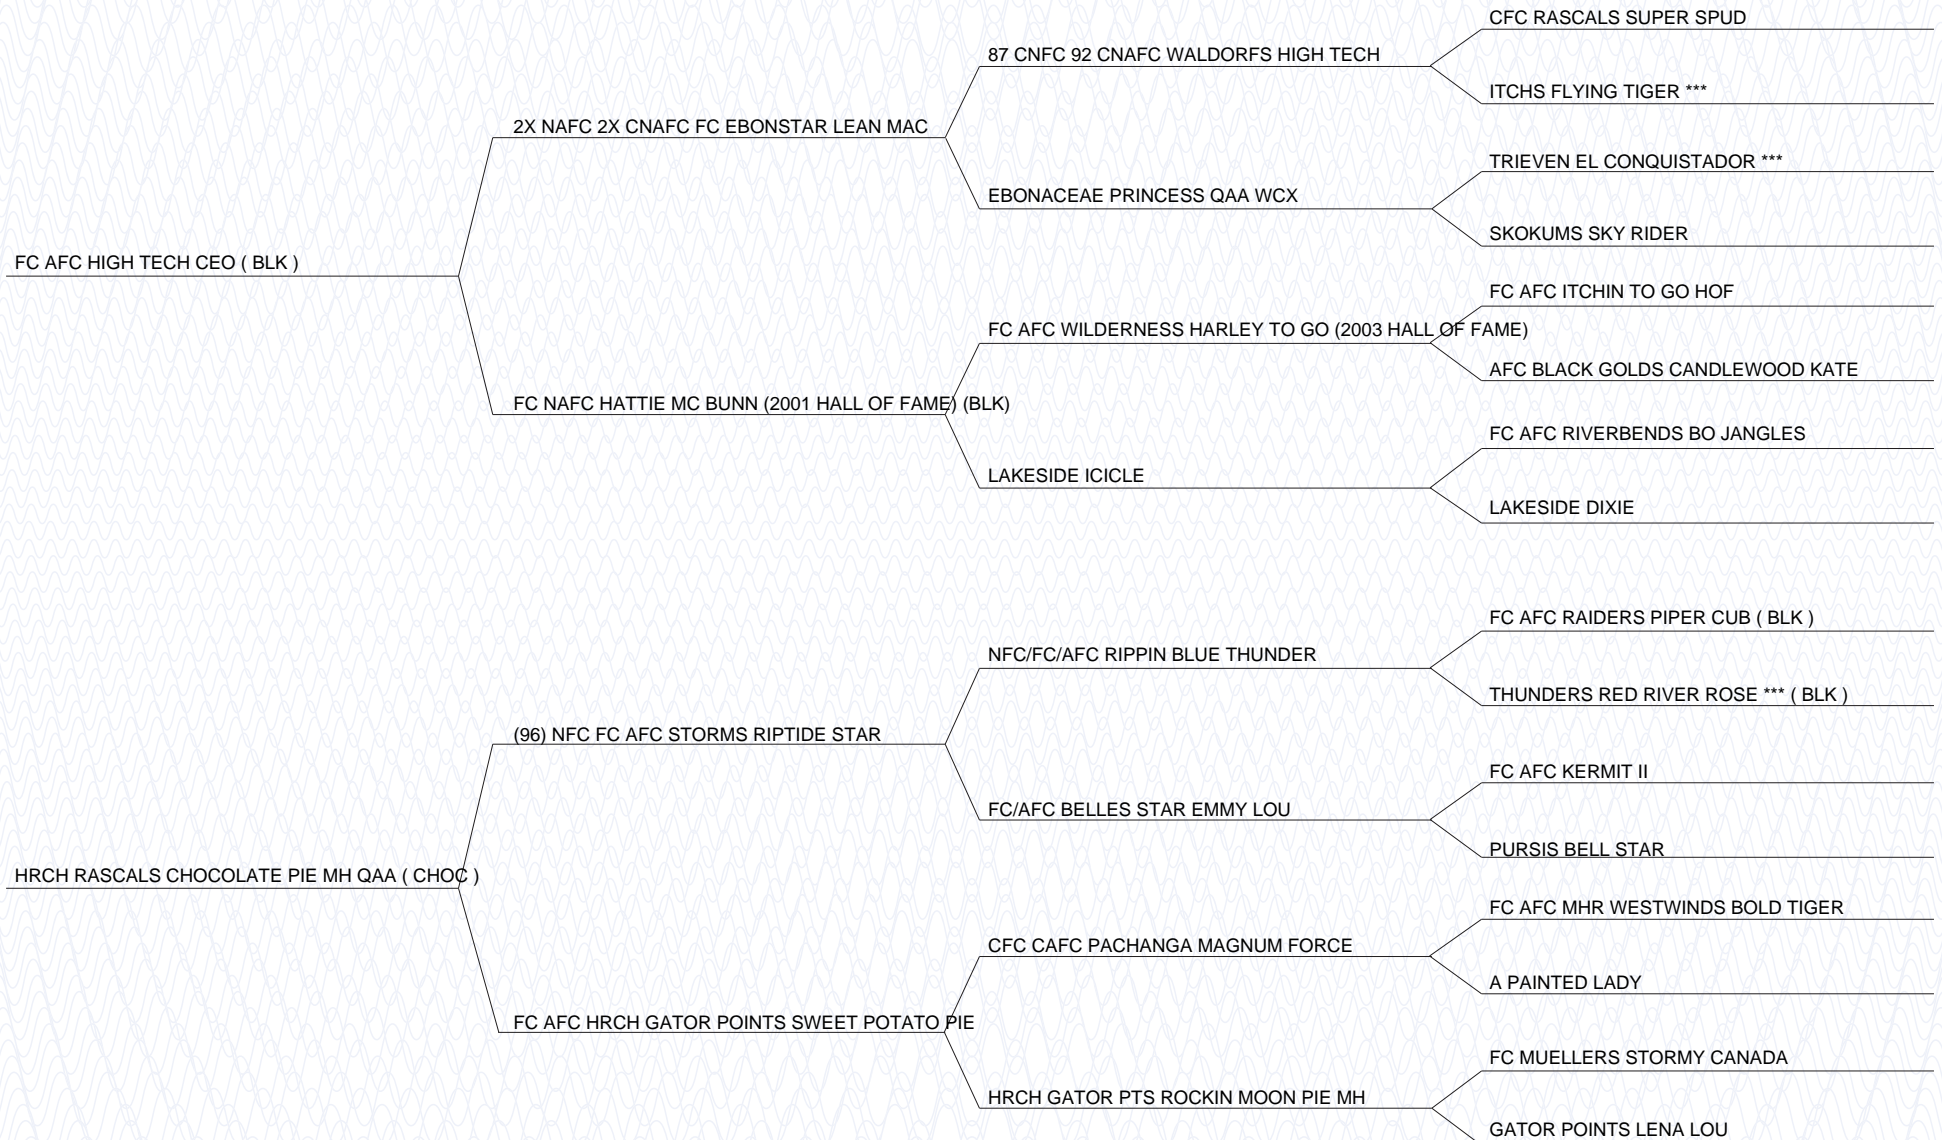 CFC RASCALS SUPER SPUD
87 CNFC 92 CNAFC WALDORFS HIGH TECH
ITCHS FLYING TIGER ***
2X NAFC 2X CNAFC FC EBONSTAR LEAN MAC
TRIEVEN EL CONQUISTADOR ***
EBONACEAE PRINCESS QAA WCX
SKOKUMS SKY RIDER
FC AFC HIGH TECH CEO ( BLK )
FC AFC ITCHIN TO GO HOF
FC AFC WILDERNESS HARLEY TO GO (2003 HALL OF FAME)
AFC BLACK GOLDS CANDLEWOOD KATE
FC NAFC HATTIE MC BUNN (2001 HALL OF FAME) (BLK)
FC AFC RIVERBENDS BO JANGLES
LAKESIDE ICICLE
LAKESIDE DIXIE
FC AFC RAIDERS PIPER CUB ( BLK )
NFC/FC/AFC RIPPIN BLUE THUNDER
THUNDERS RED RIVER ROSE *** ( BLK )
(96) NFC FC AFC STORMS RIPTIDE STAR
FC AFC KERMIT II
FC/AFC BELLES STAR EMMY LOU
PURSIS BELL STAR
HRCH RASCALS CHOCOLATE PIE MH QAA ( CHOC )
FC AFC MHR WESTWINDS BOLD TIGER
CFC CAFC PACHANGA MAGNUM FORCE
A PAINTED LADY
FC AFC HRCH GATOR POINTS SWEET POTATO PIE
FC MUELLERS STORMY CANADA
HRCH GATOR PTS ROCKIN MOON PIE MH
GATOR POINTS LENA LOU